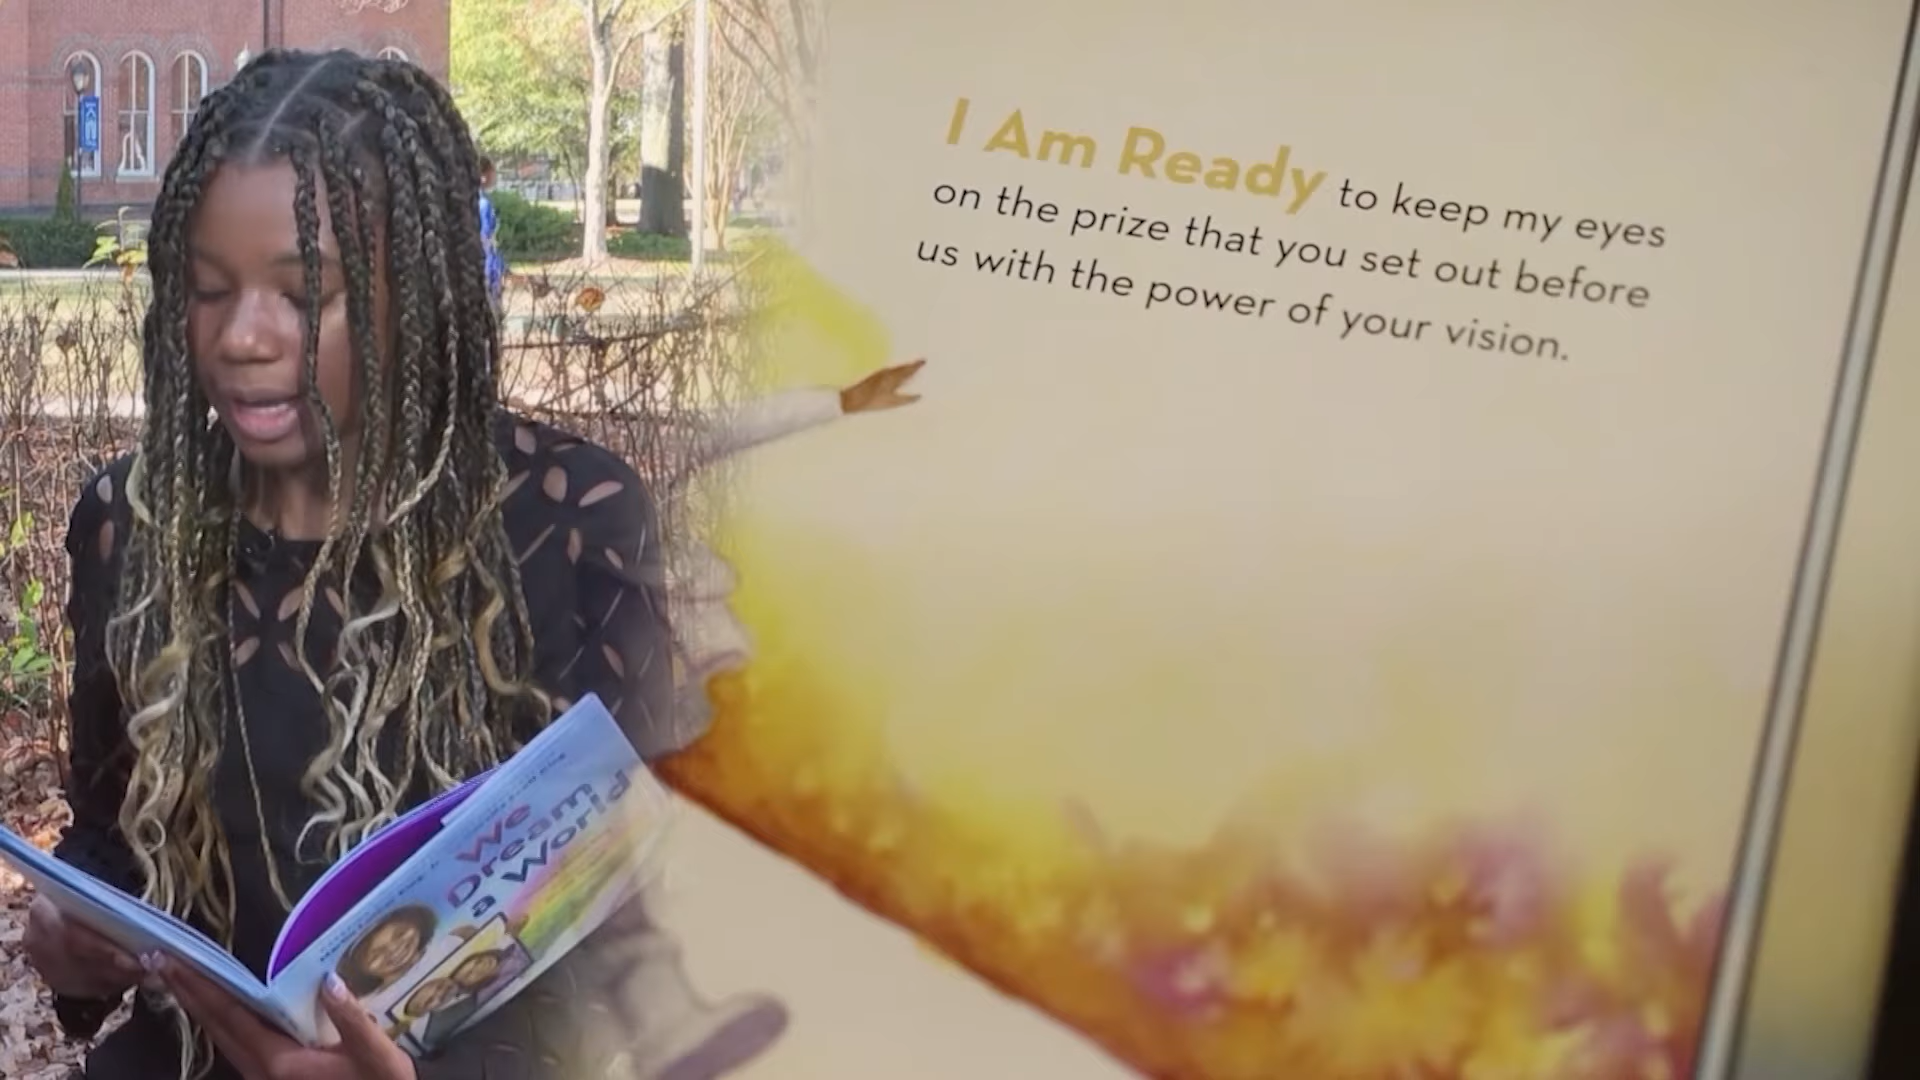 I Am Ready to keep my eyes
on the prize that you set out before
us with the power of your vision.
We
Dream
a World